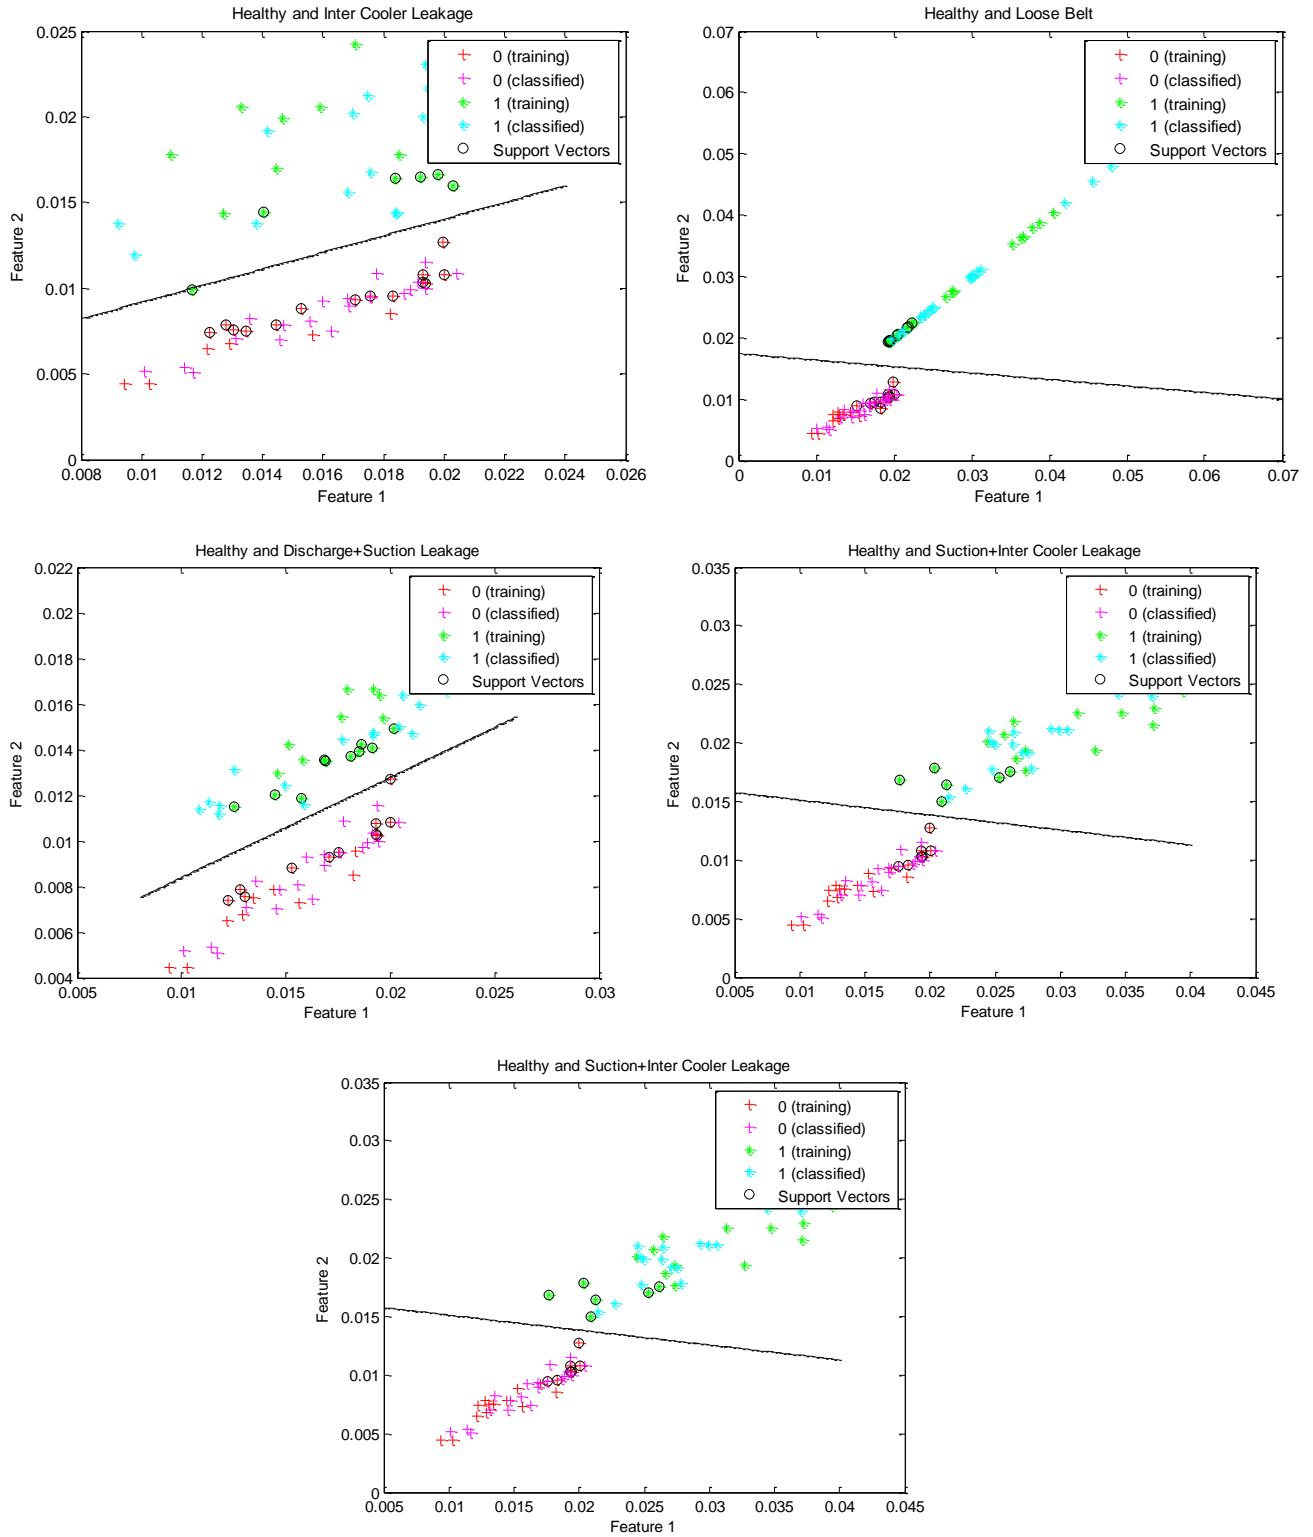 Healthy and Inter Cooler Leakage
0.025
0.02
0.015
0.01
0.005
0
Feature 2
0 (training)
0 (classified)
1 (training)
1 (classified)
Support Vectors
0.008 0.01 0.012 0.014 0.016 0.018 0.02 0.022 0.024 0.026
Feature 1
Healthy and Loose Belt
0.07
0.06
0.05
0.04
0.03
0.02
0.01
0
Feature 2
0 (training)
0 (classified)
1 (training)
1 (classified)
Support Vectors
0 0.01 0.02 0.03 0.04 0.05 0.06 0.07
Feature 1
Healthy and Discharge+Suction Leakage
0.022
0.02
0.018
0.016
0.014
0.012
0.01
0.008
0.006
0.004
Feature 2
0 (training)
0 (classified)
1 (training)
1 (classified)
Support Vectors
0.005 0.01 0.015 0.02 0.025 0.03
Feature 1
Healthy and Suction+Inter Cooler Leakage
0.035
0.03
0.025
0.02
0.015
0.01
0.005
0
Feature 2
0 (training)
0 (classified)
1 (training)
1 (classified)
Support Vectors
0.005 0.01 0.015 0.02 0.025 0.03 0.035 0.04 0.045
Feature 1
Healthy and Suction+Inter Cooler Leakage
0.035
0.03
0.025
0.02
0.015
0.01
0.005
0
Feature 2
0 (training)
0 (classified)
1 (training)
1 (classified)
Support Vectors
0.005 0.01 0.015 0.02 0.025 0.03 0.035 0.04 0.045
Feature 1